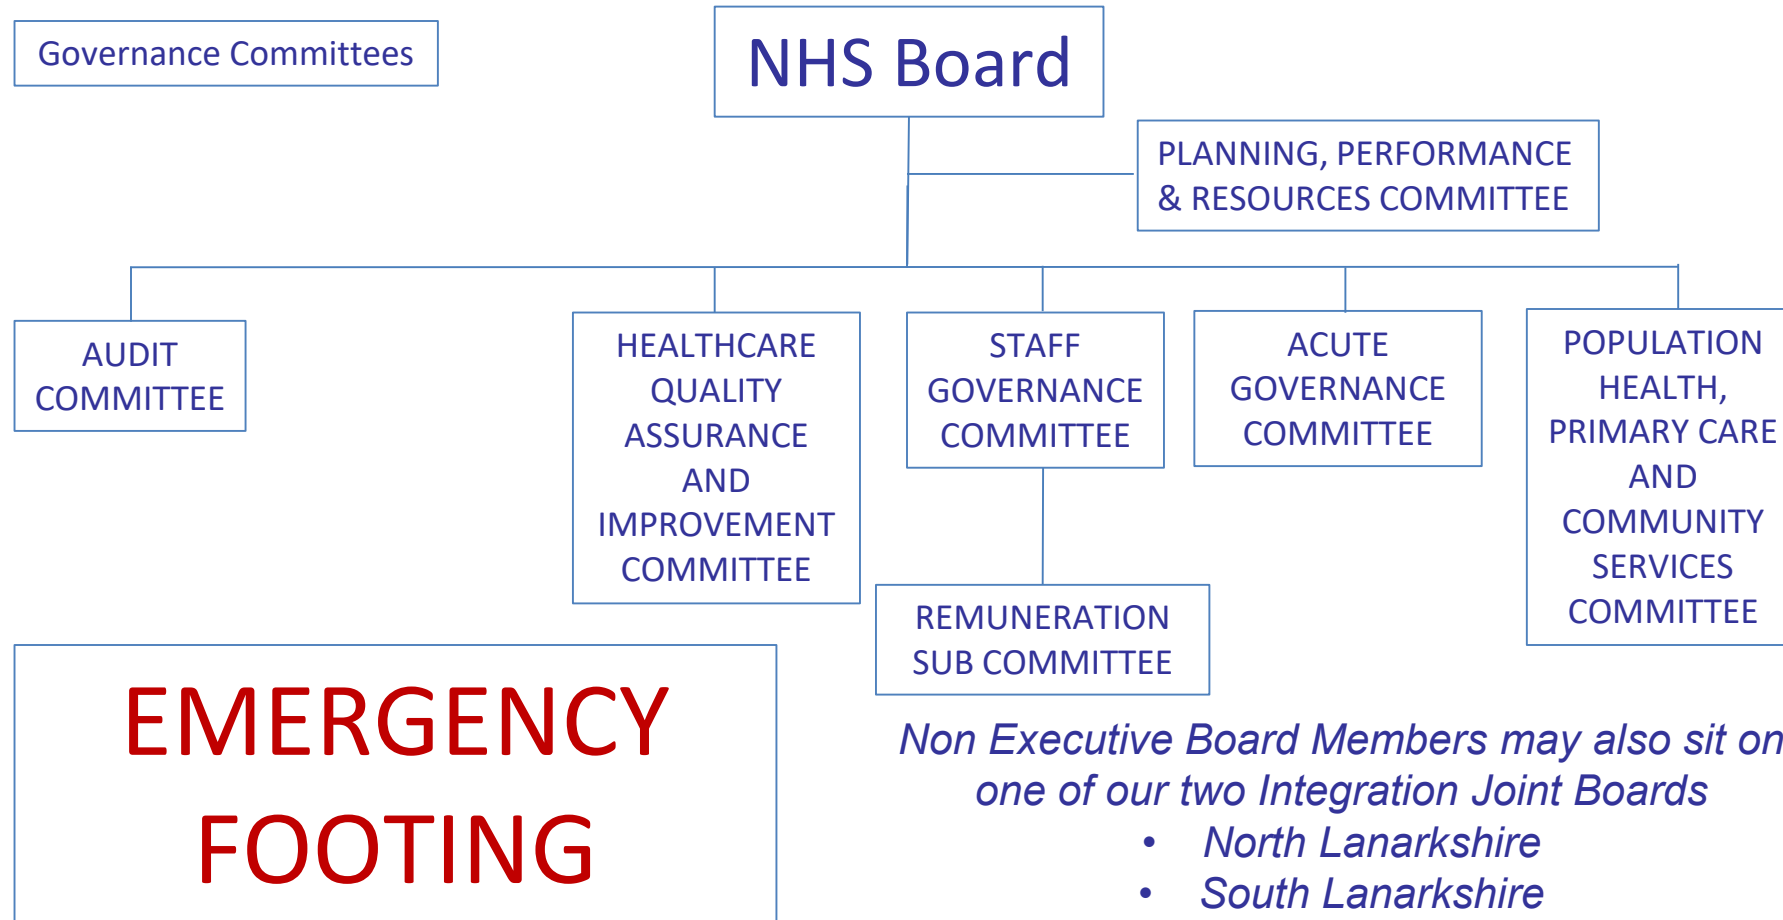 Governance Committees
NHS Board
PLANNING, PERFORMANCE
& RESOURCES COMMITTEE
AUDIT
COMMITTEE
HEALTHCARE
QUALITY
ASSURANCE
AND
IMPROVEMENT
COMMITTEE
STAFF
GOVERNANCE
COMMITTEE
ACUTE
GOVERNANCE
COMMITTEE
POPULATION
HEALTH,
PRIMARY CARE
AND
COMMUNITY
SERVICES
COMMITTEE
REMUNERATION
SUB COMMITTEE
EMERGENCY
FOOTING
Non Executive Board Members may also sit on
one of our two Integration Joint Boards
• North Lanarkshire
• South Lanarkshire